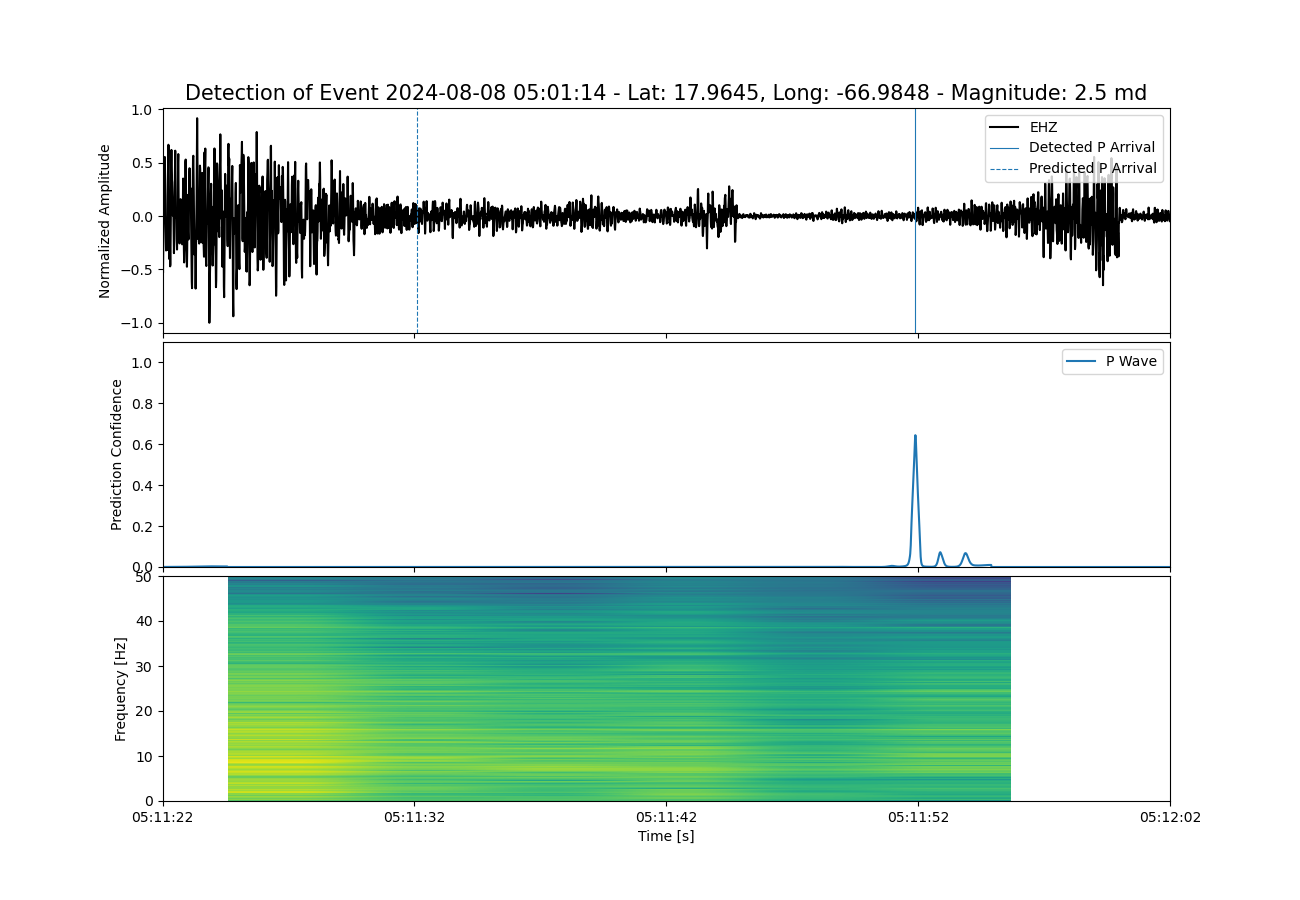 Detection of Event 2024-08-08 05:01:14 - Lat: 17.9645, Long: -66.9848 - Magnitude: 2.5 md
1.0
0.5
0.0
−0.5
−1.0
Normalized Amplitude
EHZ
Detected P Arrival
Predicted P Arrival
1.0
0.8
0.6
0.4
0.2
0.0
Prediction Confidence
P Wave
50
40
30
20
10
0
Frequency [Hz]
05:11:22
05:11:32
05:11:42
05:11:52
05:12:02
Time [s]